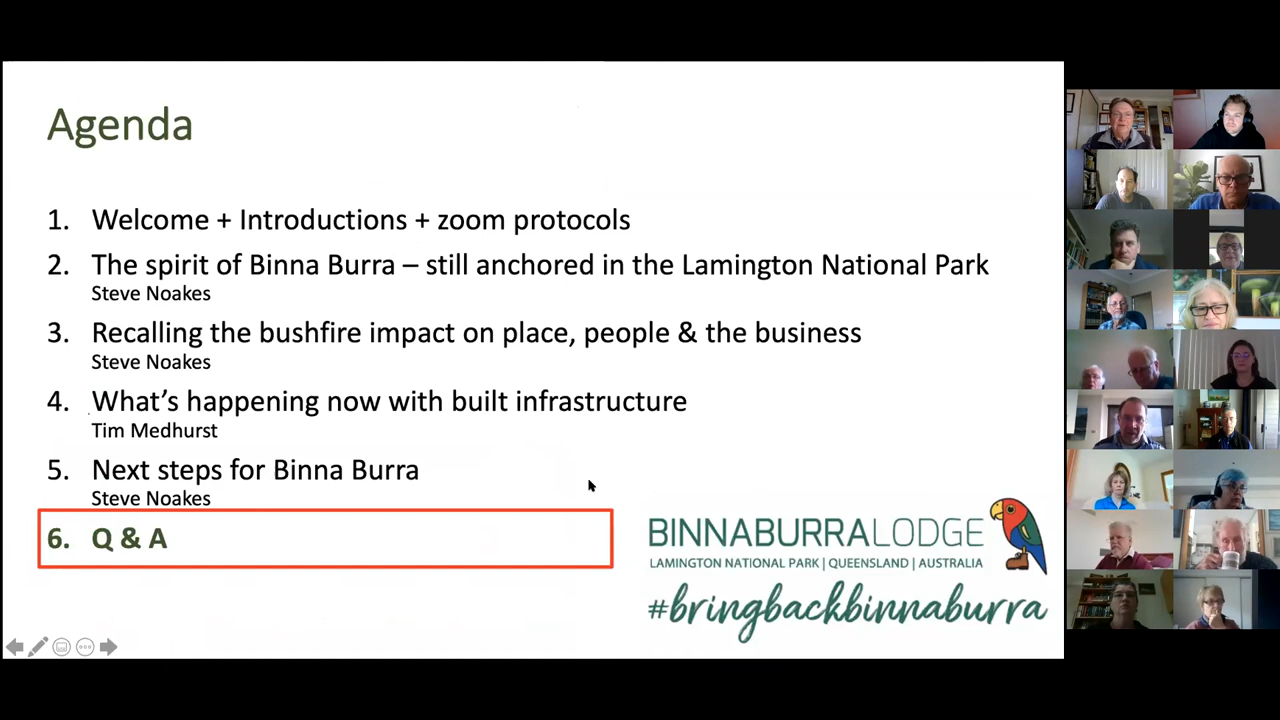 Agenda
1. Welcome + Introductions + zoom protocols
2. The spirit of Binna Burra – still anchored in the Lamington National Park
Steve Noakes
3. Recalling the bushfire impact on place, people & the business
Steve Noakes
4. What’s happening now with built infrastructure
Tim Medhurst
5. Next steps for Binna Burra
Steve Noakes
6. Q & A
BINNABURRALODGE
LAMINGTON NATIONAL PARK | QUEENSLAND | AUSTRALIA
#bringbackbinnaburra